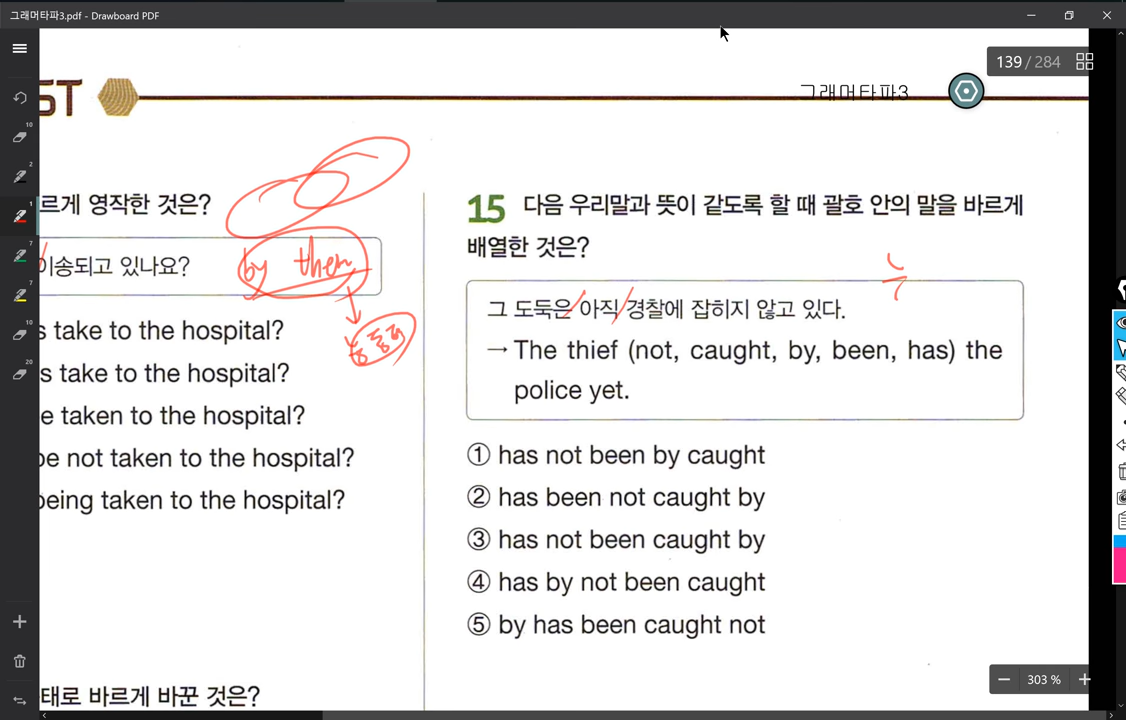 그래머타파3.pdf - Drawboard PDF
139 / 284
ST
그래머타파3
르게 영작한 것은?
이송되고 있나요?
by them
s take to the hospital?
s take to the hospital?
e taken to the hospital?
be not taken to the hospital?
being taken to the hospital?
태로 바르게 바꾼 것은?
15 다음 우리말과 뜻이 같도록 할 때 괄호 안의 말을 바르게
배열한 것은?
그 도둑은 아직 경찰에 잡히지 않고 있다.
→ The thief (not, caught, by, been, has) the
police yet.
① has not been by caught
② has been not caught by
③ has not been caught by
④ has by not been caught
⑤ by has been caught not
303 %
10
2
1
7
7
10
20